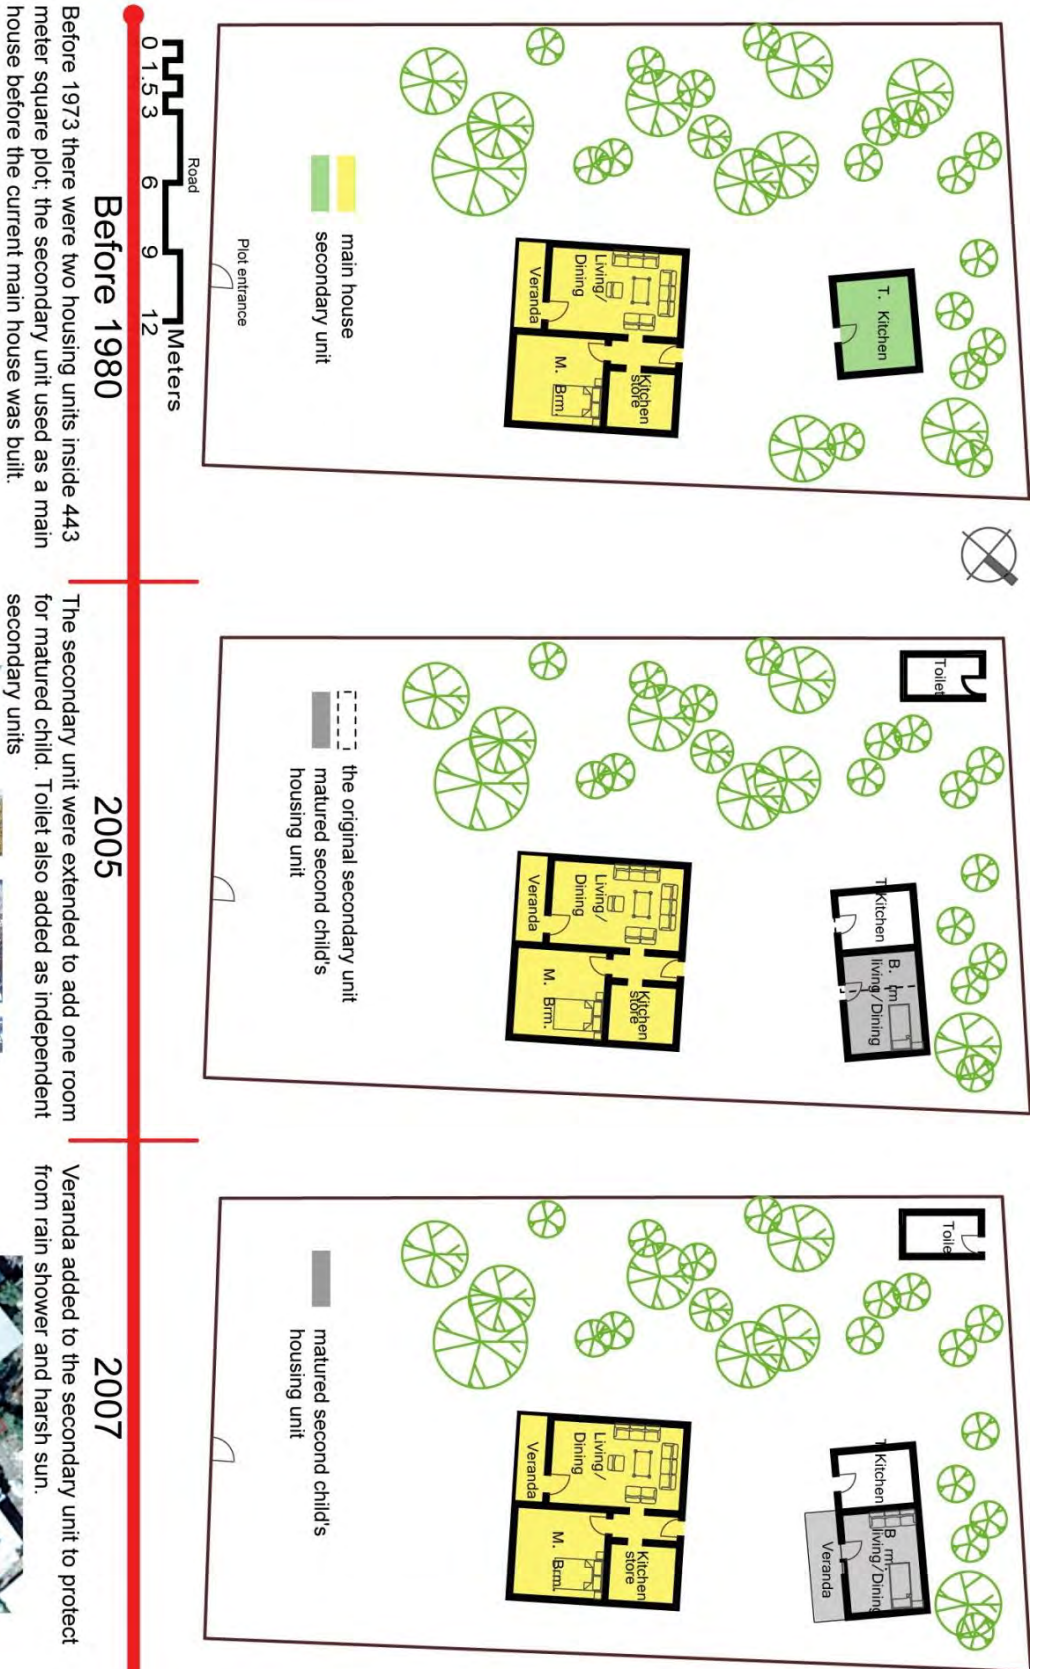 T. Kitchen
Living/
Dining
Veranda
Kitchen
store
M. Brm.
main house
secondary unit
Plot entrance
Road
0 1.5 3 6 9 12 Meters
Before 1980
Before 1973 there were two housing units inside 443
meter square plot; the secondary unit used as a main
house before the current main house was built.
Toilet
T Kitchen
B. rm
living/Dining
Living/
Dining
Veranda
Kitchen
store
M. Brm.
the original secondary unit
matured second child's
housing unit
2005
The secondary unit were extended to add one room
for matured child. Toilet also added as independent
secondary units
Toile
T Kitchen
B rm.
living/Dining
Veranda
Living/
Dining
Veranda
Kitchen
store
M. Brm.
matured second child's
housing unit
2007
Veranda added to the secondary unit to protect
from rain shower and harsh sun.